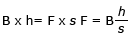 B x h= F x s F = B h/s